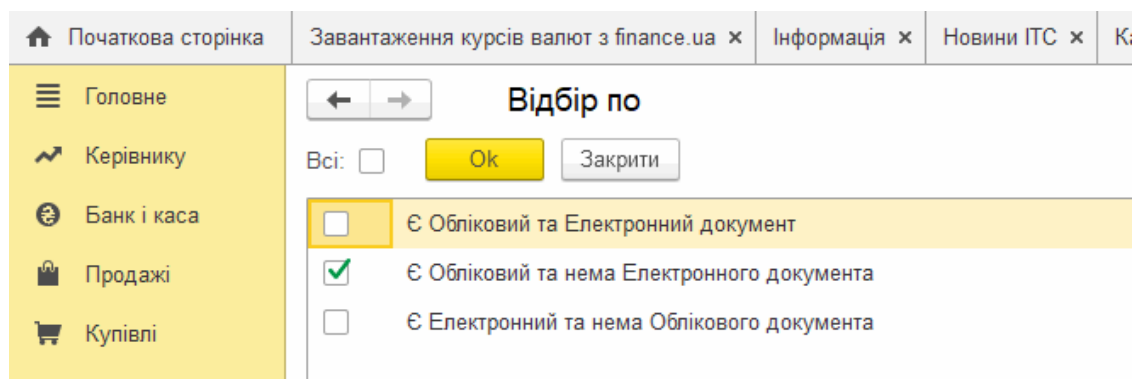 Початкова сторінка Завантаження курсів валют з finance.ua × Інформація × Новини ІТС ×
Головне
Відбір по
Керівнику
Всі: Ok Закрити
Банк і каса
Є Обліковий та Електронний документ
Продажі
Є Обліковий та нема Електронного документа
Купівлі
Є Електронний та нема Облікового документа